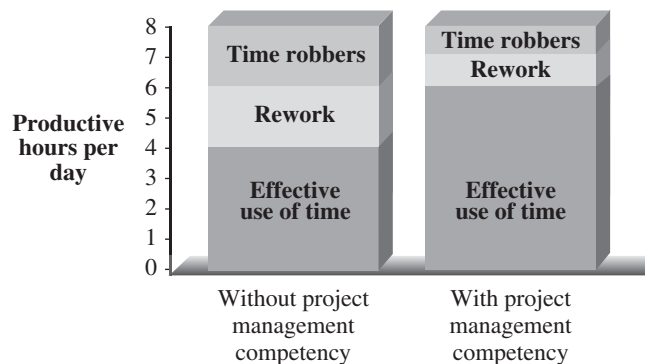 Productive
hours per
day
8
7
6
5
4
3
2
1
0
Time robbers
Rework
Effective
use of time
Time robbers
Rework
Effective
use of time
Without project
management
competency
With project
management
competency